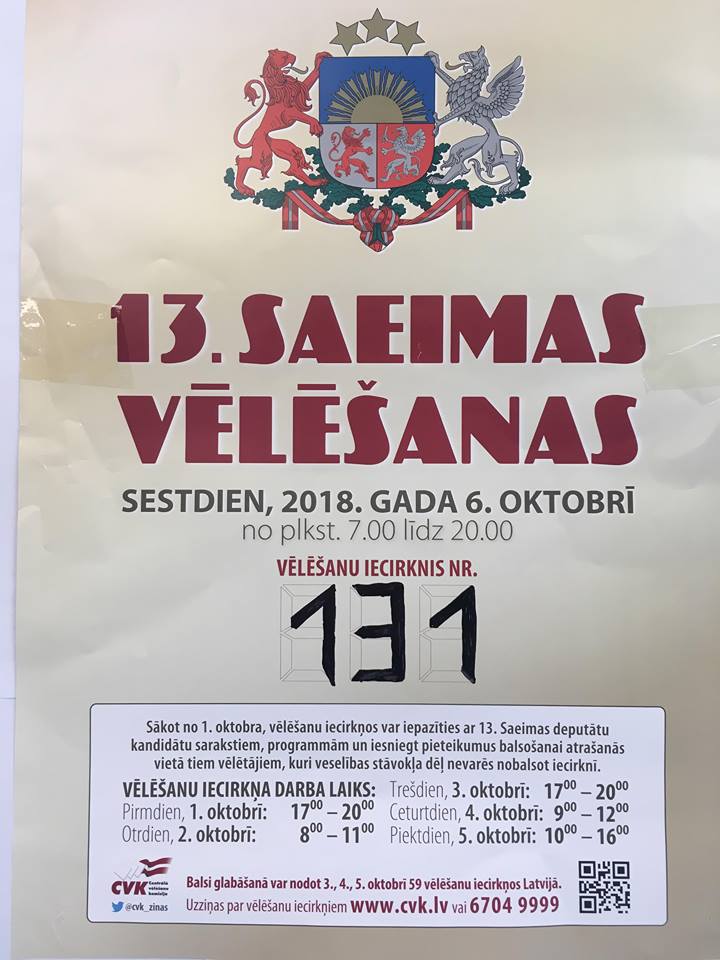 13. SAEIMAS
VĒLĒŠANAS
SESTDIEN, 2018. GADA 6. OKTOBRĪ
no plkst. 7.00 līdz 20.00
VĒLĒŠANU IECIRKNIS NR.
131
Sākot no 1. oktobra, vēlēšanu iecirkņos var iepazīties ar 13. Saeimas deputātu
kandidātu sarakstiem, programmām un iesniegt pieteikumus balsošanai atrašanās
vietā tiem vēlētājiem, kuri veselības stāvokļa dēļ nevarēs nobalsot iecirknī.
VĒLĒŠANU IECIRKŅA DARBA LAIKS:
Pirmdien, 1. oktobrī: 17⁰⁰ – 20⁰⁰
Otrdien, 2. oktobrī: 8⁰⁰ – 11⁰⁰
Trešdien, 3. oktobrī: 17⁰⁰ – 20⁰⁰
Ceturtdien, 4. oktobrī: 9⁰⁰ – 12⁰⁰
Piektdien, 5. oktobrī: 10⁰⁰ – 16⁰⁰
CVK Centrālā
vēlēšanu
komisija
@cvk_zinas
Balsi glabāšanā var nodot 3., 4., 5. oktobrī 59 vēlēšanu iecirkņos Latvijā.
Uzziņas par vēlēšanu iecirkņiem www.cvk.lv vai 6704 9999